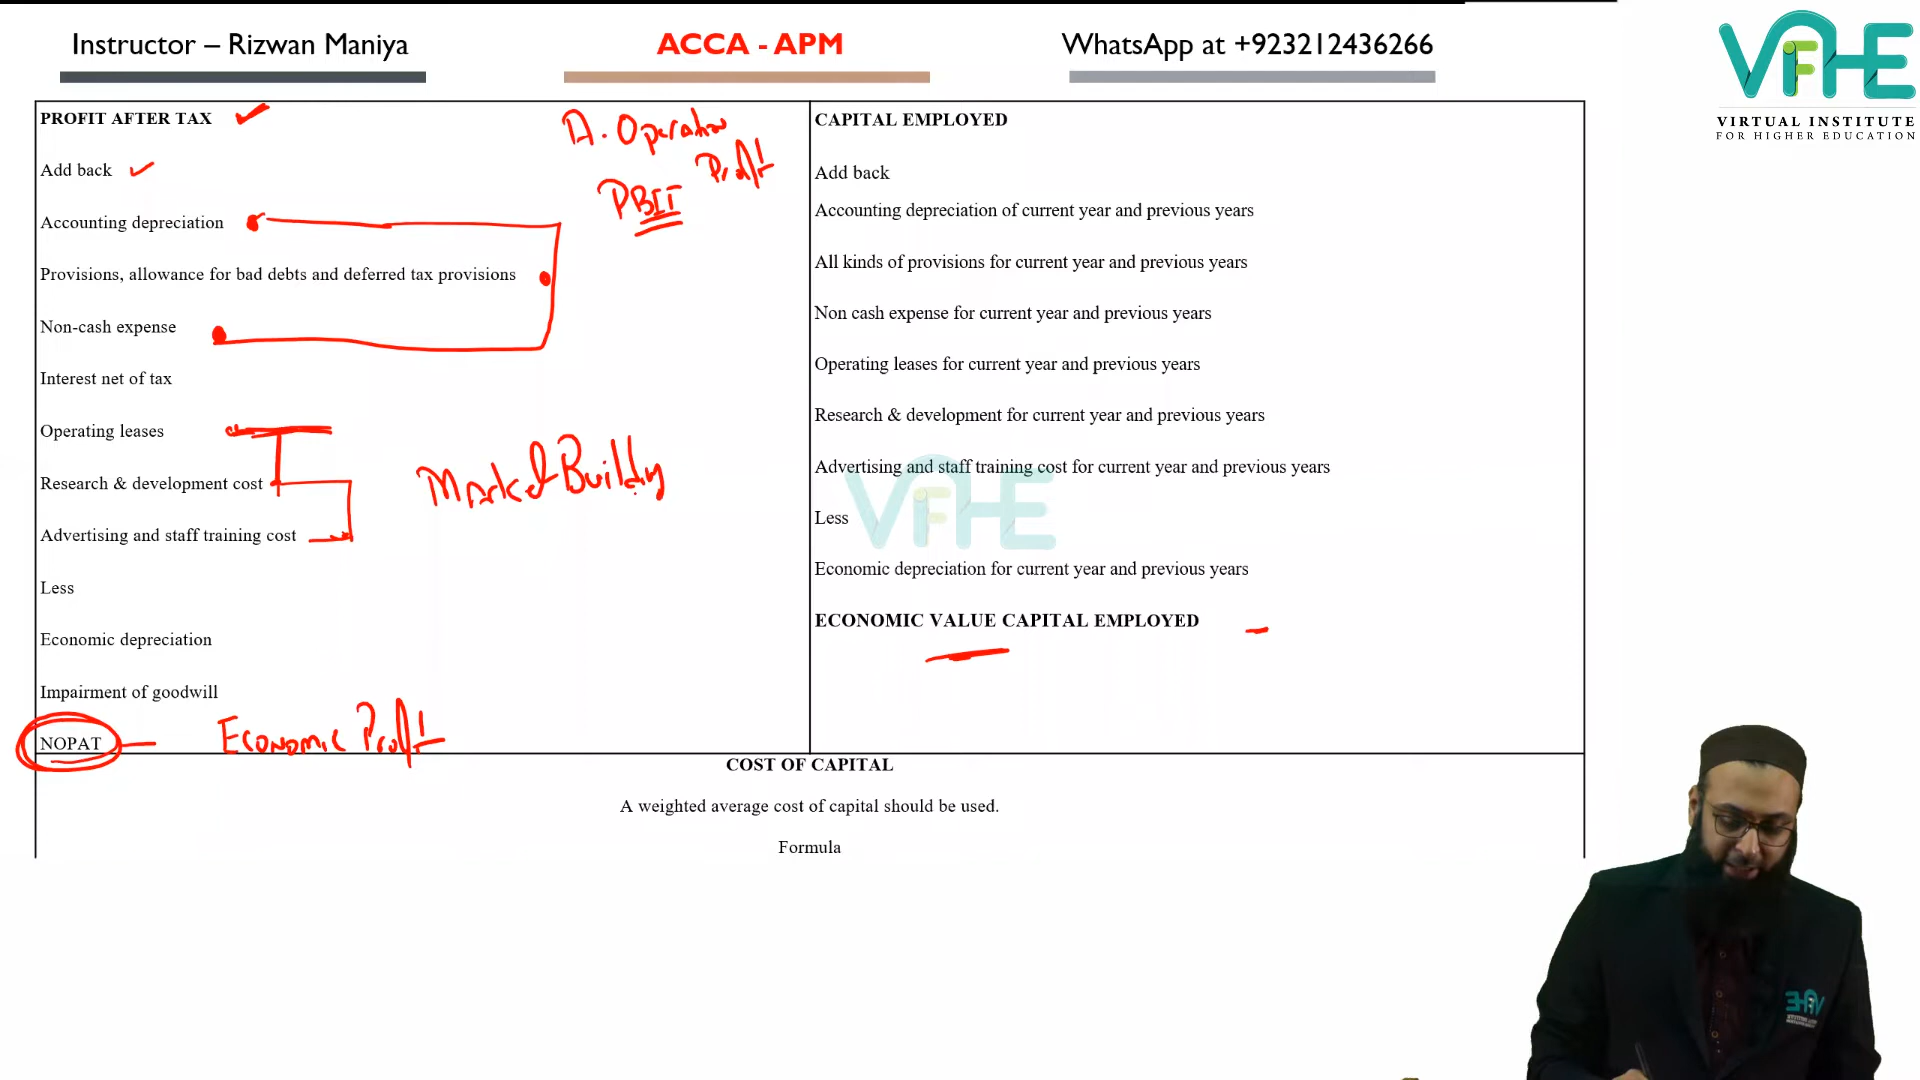 Instructor – Rizwan Maniya
ACCA - APM
WhatsApp at +923212436266
VIFHE
VIRTUAL INSTITUTE
FOR HIGHER EDUCATION
PROFIT AFTER TAX
Add back
Accounting depreciation
Provisions, allowance for bad debts and deferred tax provisions
Non-cash expense
Interest net of tax
Operating leases
Research & development cost
Advertising and staff training cost
Less
Economic depreciation
Impairment of goodwill
NOPAT
Economic Profit
Profit
PBIT
Market Building
CAPITAL EMPLOYED
Add back
Accounting depreciation of current year and previous years
All kinds of provisions for current year and previous years
Non cash expense for current year and previous years
Operating leases for current year and previous years
Research & development for current year and previous years
Advertising and staff training cost for current year and previous years
Less
Economic depreciation for current year and previous years
ECONOMIC VALUE CAPITAL EMPLOYED
COST OF CAPITAL
A weighted average cost of capital should be used.
Formula